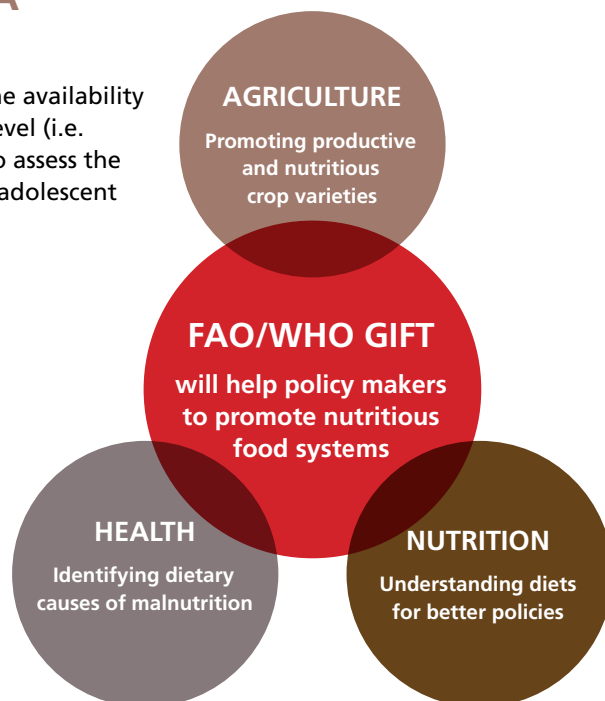 A
availability
evel (i.e.
o assess the
adolescent
AGRICULTURE
Promoting productive
and nutritious
crop varieties
FAO/WHO GIFT
will help policy makers
to promote nutritious
food systems
HEALTH
Identifying dietary
causes of malnutrition
NUTRITION
Understanding diets
for better policies